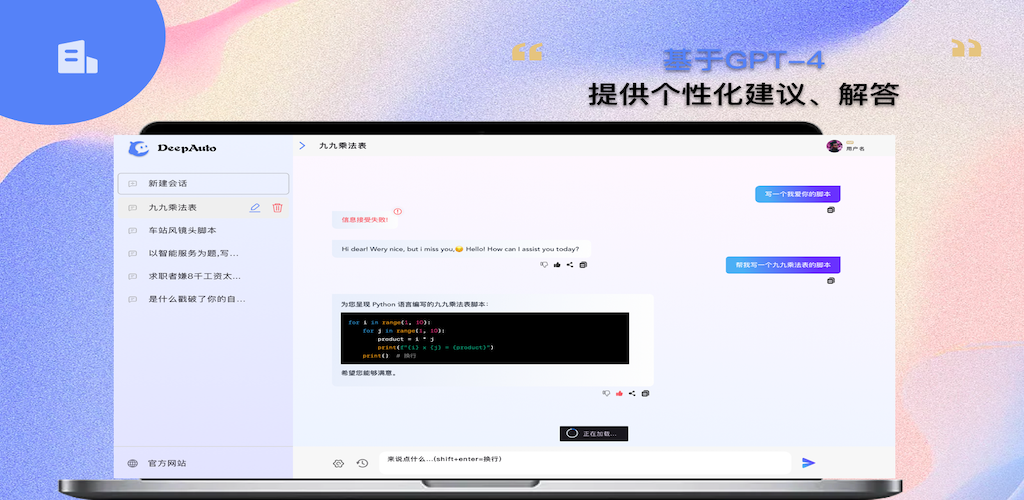 基于GPT-4
提供个性化建议、解答
DeepAuto
九九乘法表
用户名
新建会话
九九乘法表
车站风镜头脚本
以智能服务为题,写...
求职者嫌8千工资太...
是什么戳破了你的自...
官方网站
写一个我爱你的脚本
信息接受失败!
Hi dear! Wery nice, but i miss you,😄 Hello! How can I assist you today?
帮我写一个九九乘法表的脚本
为您呈现 Python 语言编写的九九乘法表脚本:
for i in range(1, 10):
for j in range(1, 10):
product = i * j
print(f"{i} × {j} = {product}")
print() # 换行
希望您能够满意。
正在加载...
来说点什么...(shift+enter=换行)